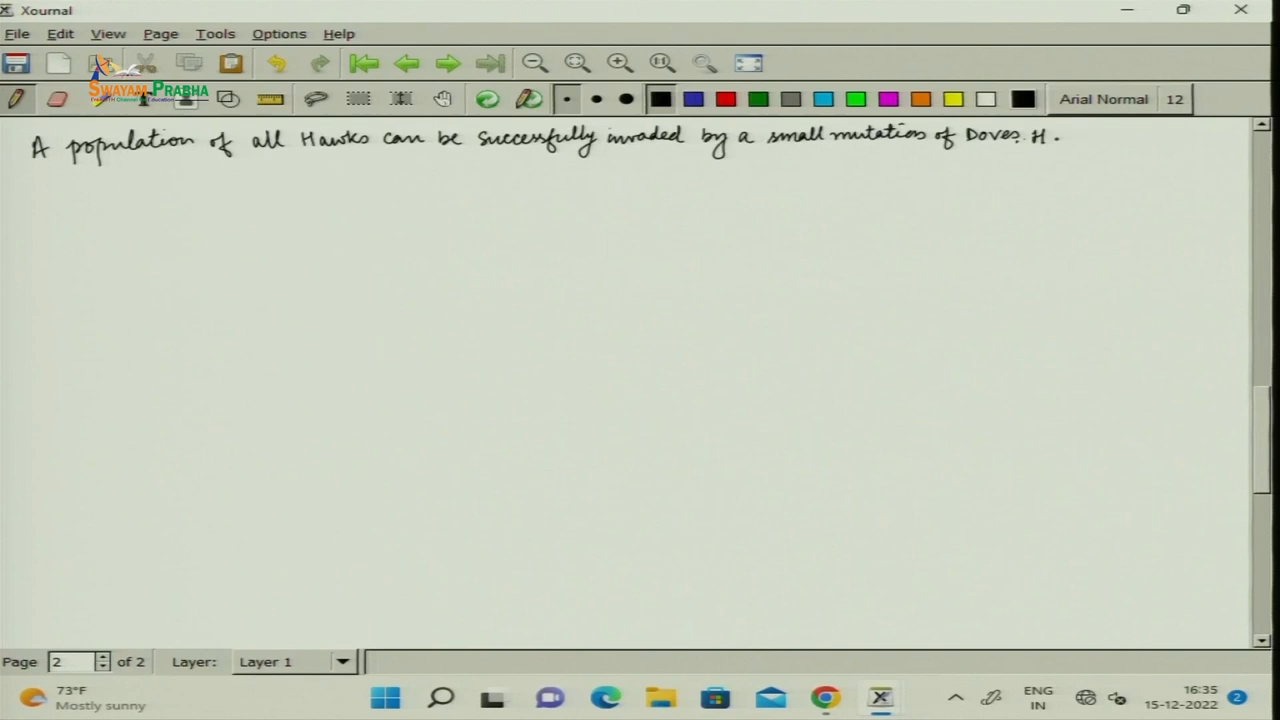 Xournal
File Edit View Page Tools Options Help
SWAYAM PRABHA
Arial Normal 12
A population of all Hawks can be successfully invaded by a small mutation of Doves. H.
Page 2 of 2 Layer: Layer 1
73°F
Mostly sunny
ENG
IN
16:35
15-12-2022
2